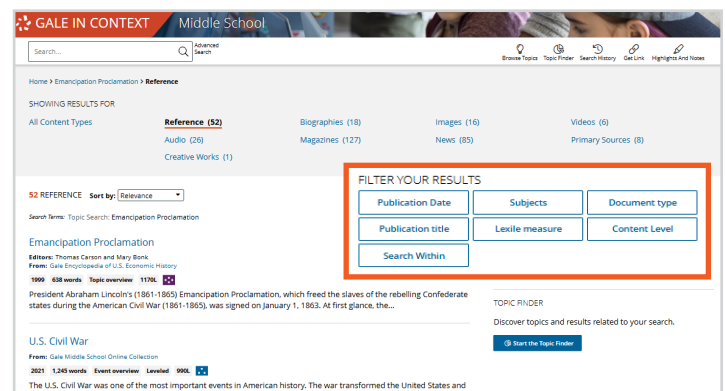 GALE IN CONTEXT Middle School
Search...
Advanced Search
Browse Topics Topic Finder Search History Get Link Highlights And Notes
Home > Emancipation Proclamation > Reference
SHOWING RESULTS FOR
All Content Types Reference (52) Biographies (18) Images (16) Videos (6)
Audio (26) Magazines (127) News (85) Primary Sources (8)
Creative Works (1)
FILTER YOUR RESULTS
Publication Date Subjects Document type
Publication title Lexile measure Content Level
Search Within
52 REFERENCE Sort by: Relevance
Search Terms: Topic Search: Emancipation Proclamation
Emancipation Proclamation
Editors: Thomas Carson and Mary Bonk
From: Gale Encyclopedia of U.S. Economic History
1999 638 words Topic overview 1170L
President Abraham Lincoln's (1861-1865) Emancipation Proclamation, which freed the slaves of the rebelling Confederate
states during the American Civil War (1861-1865), was signed on January 1, 1863. At first glance, the...
TOPIC FINDER
Discover topics and results related to your search.
Start the Topic Finder
U.S. Civil War
From: Gale Middle School Online Collection
2021 1,245 words Event overview Leveled 990L
The U.S. Civil War was one of the most important events in American history. The war transformed the United States and